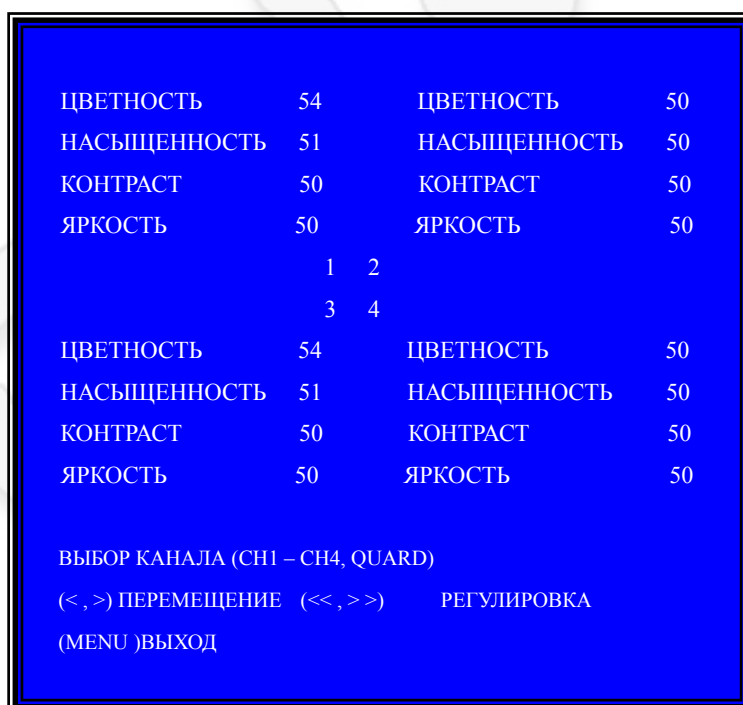 ЦВЕТНОСТЬ 54 ЦВЕТНОСТЬ 50
НАСЫЩЕННОСТЬ 51 НАСЫЩЕННОСТЬ 50
КОНТРАСТ 50 КОНТРАСТ 50
ЯРКОСТЬ 50 ЯРКОСТЬ 50
1 2
3 4
ЦВЕТНОСТЬ 54 ЦВЕТНОСТЬ 50
НАСЫЩЕННОСТЬ 51 НАСЫЩЕННОСТЬ 50
КОНТРАСТ 50 КОНТРАСТ 50
ЯРКОСТЬ 50 ЯРКОСТЬ 50
ВЫБОР КАНАЛА (CH1 – CH4, QUARD)
(< , >) ПЕРЕМЕЩЕНИЕ (<< , > >) РЕГУЛИРОВКА
(MENU )ВЫХОД